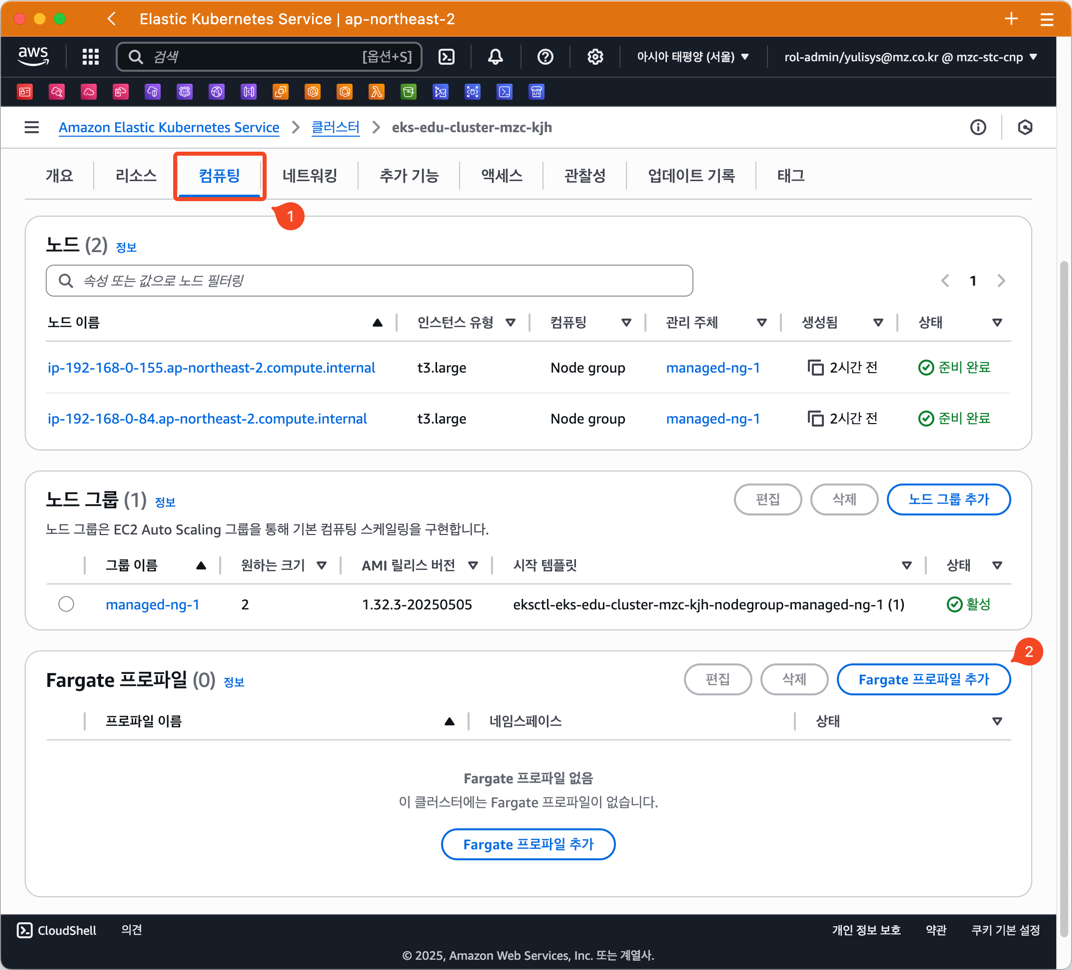 Elastic Kubernetes Service | ap-northeast-2
aws
검색 [옵션+S]
아시아 태평양 (서울) ▼
rol-admin/yulisys@mz.co.kr @ mzc-stc-cnp ▼
Amazon Elastic Kubernetes Service > 클러스터 > eks-edu-cluster-mzc-kjh
개요 리소스 컴퓨팅 네트워킹 추가 기능 액세스 관찰성 업데이트 기록 태그
1
노드 (2) 정보
속성 또는 값으로 노드 필터링
1
노드 이름 인스턴스 유형 컴퓨팅 관리 주체 생성됨 상태
ip-192-168-0-155.ap-northeast-2.compute.internal t3.large Node group managed-ng-1 2시간 전 준비 완료
ip-192-168-0-84.ap-northeast-2.compute.internal t3.large Node group managed-ng-1 2시간 전 준비 완료
노드 그룹 (1) 정보
편집 삭제 노드 그룹 추가
노드 그룹은 EC2 Auto Scaling 그룹을 통해 기본 컴퓨팅 스케일링을 구현합니다.
그룹 이름 원하는 크기 AMI 릴리스 버전 시작 템플릿 상태
managed-ng-1 2 1.32.3-20250505 eksctl-eks-edu-cluster-mzc-kjh-nodegroup-managed-ng-1 (1) 활성
2
Fargate 프로파일 (0) 정보
편집 삭제 Fargate 프로파일 추가
프로파일 이름 네임스페이스 상태
Fargate 프로파일 없음
이 클러스터에는 Fargate 프로파일이 없습니다.
Fargate 프로파일 추가
CloudShell 의견 개인 정보 보호 약관 쿠키 기본 설정
© 2025, Amazon Web Services, Inc. 또는 계열사.